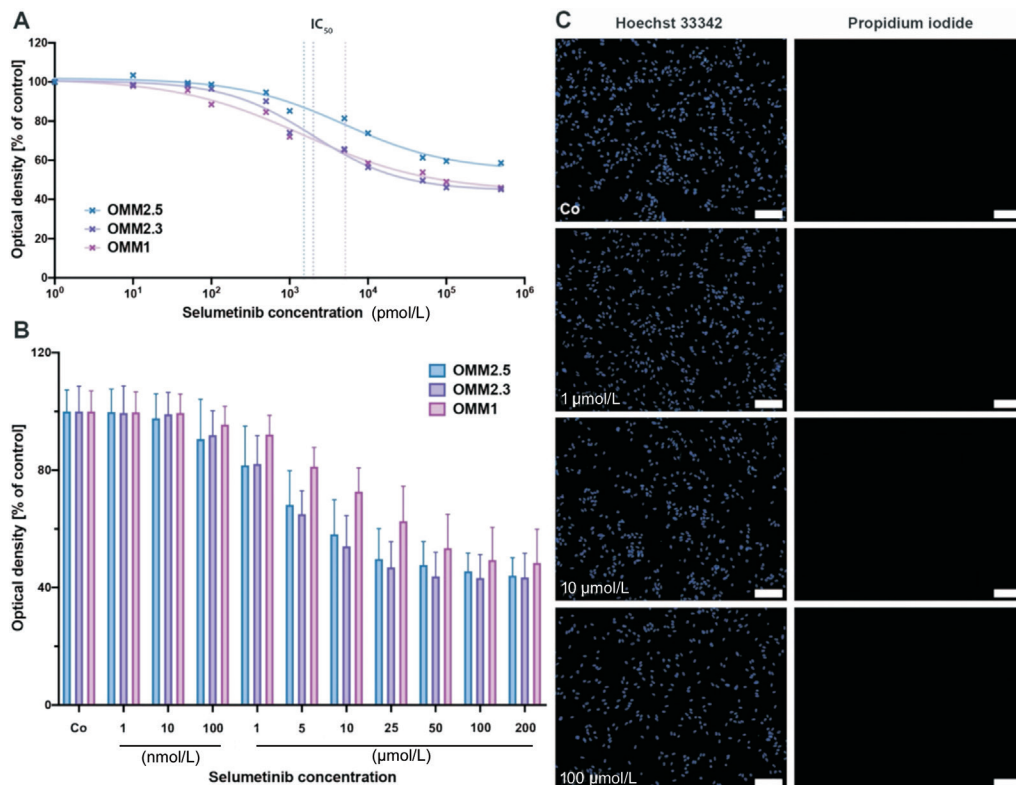 A
IC50
Optical density [% of control]
120
100
80
60
40
20
0
OMM2.5
OMM2.3
OMM1
10^0 10^1 10^2 10^3 10^4 10^5 10^6
Selumetinib concentration (pmol/L)
B
Optical density [% of control]
120
80
40
0
OMM2.5
OMM2.3
OMM1
Co 1 10 100 1 5 10 25 50 100 200
(nmol/L) (μmol/L)
Selumetinib concentration
C
Hoechst 33342 Propidium iodide
Co
1 μmol/L
10 μmol/L
100 μmol/L